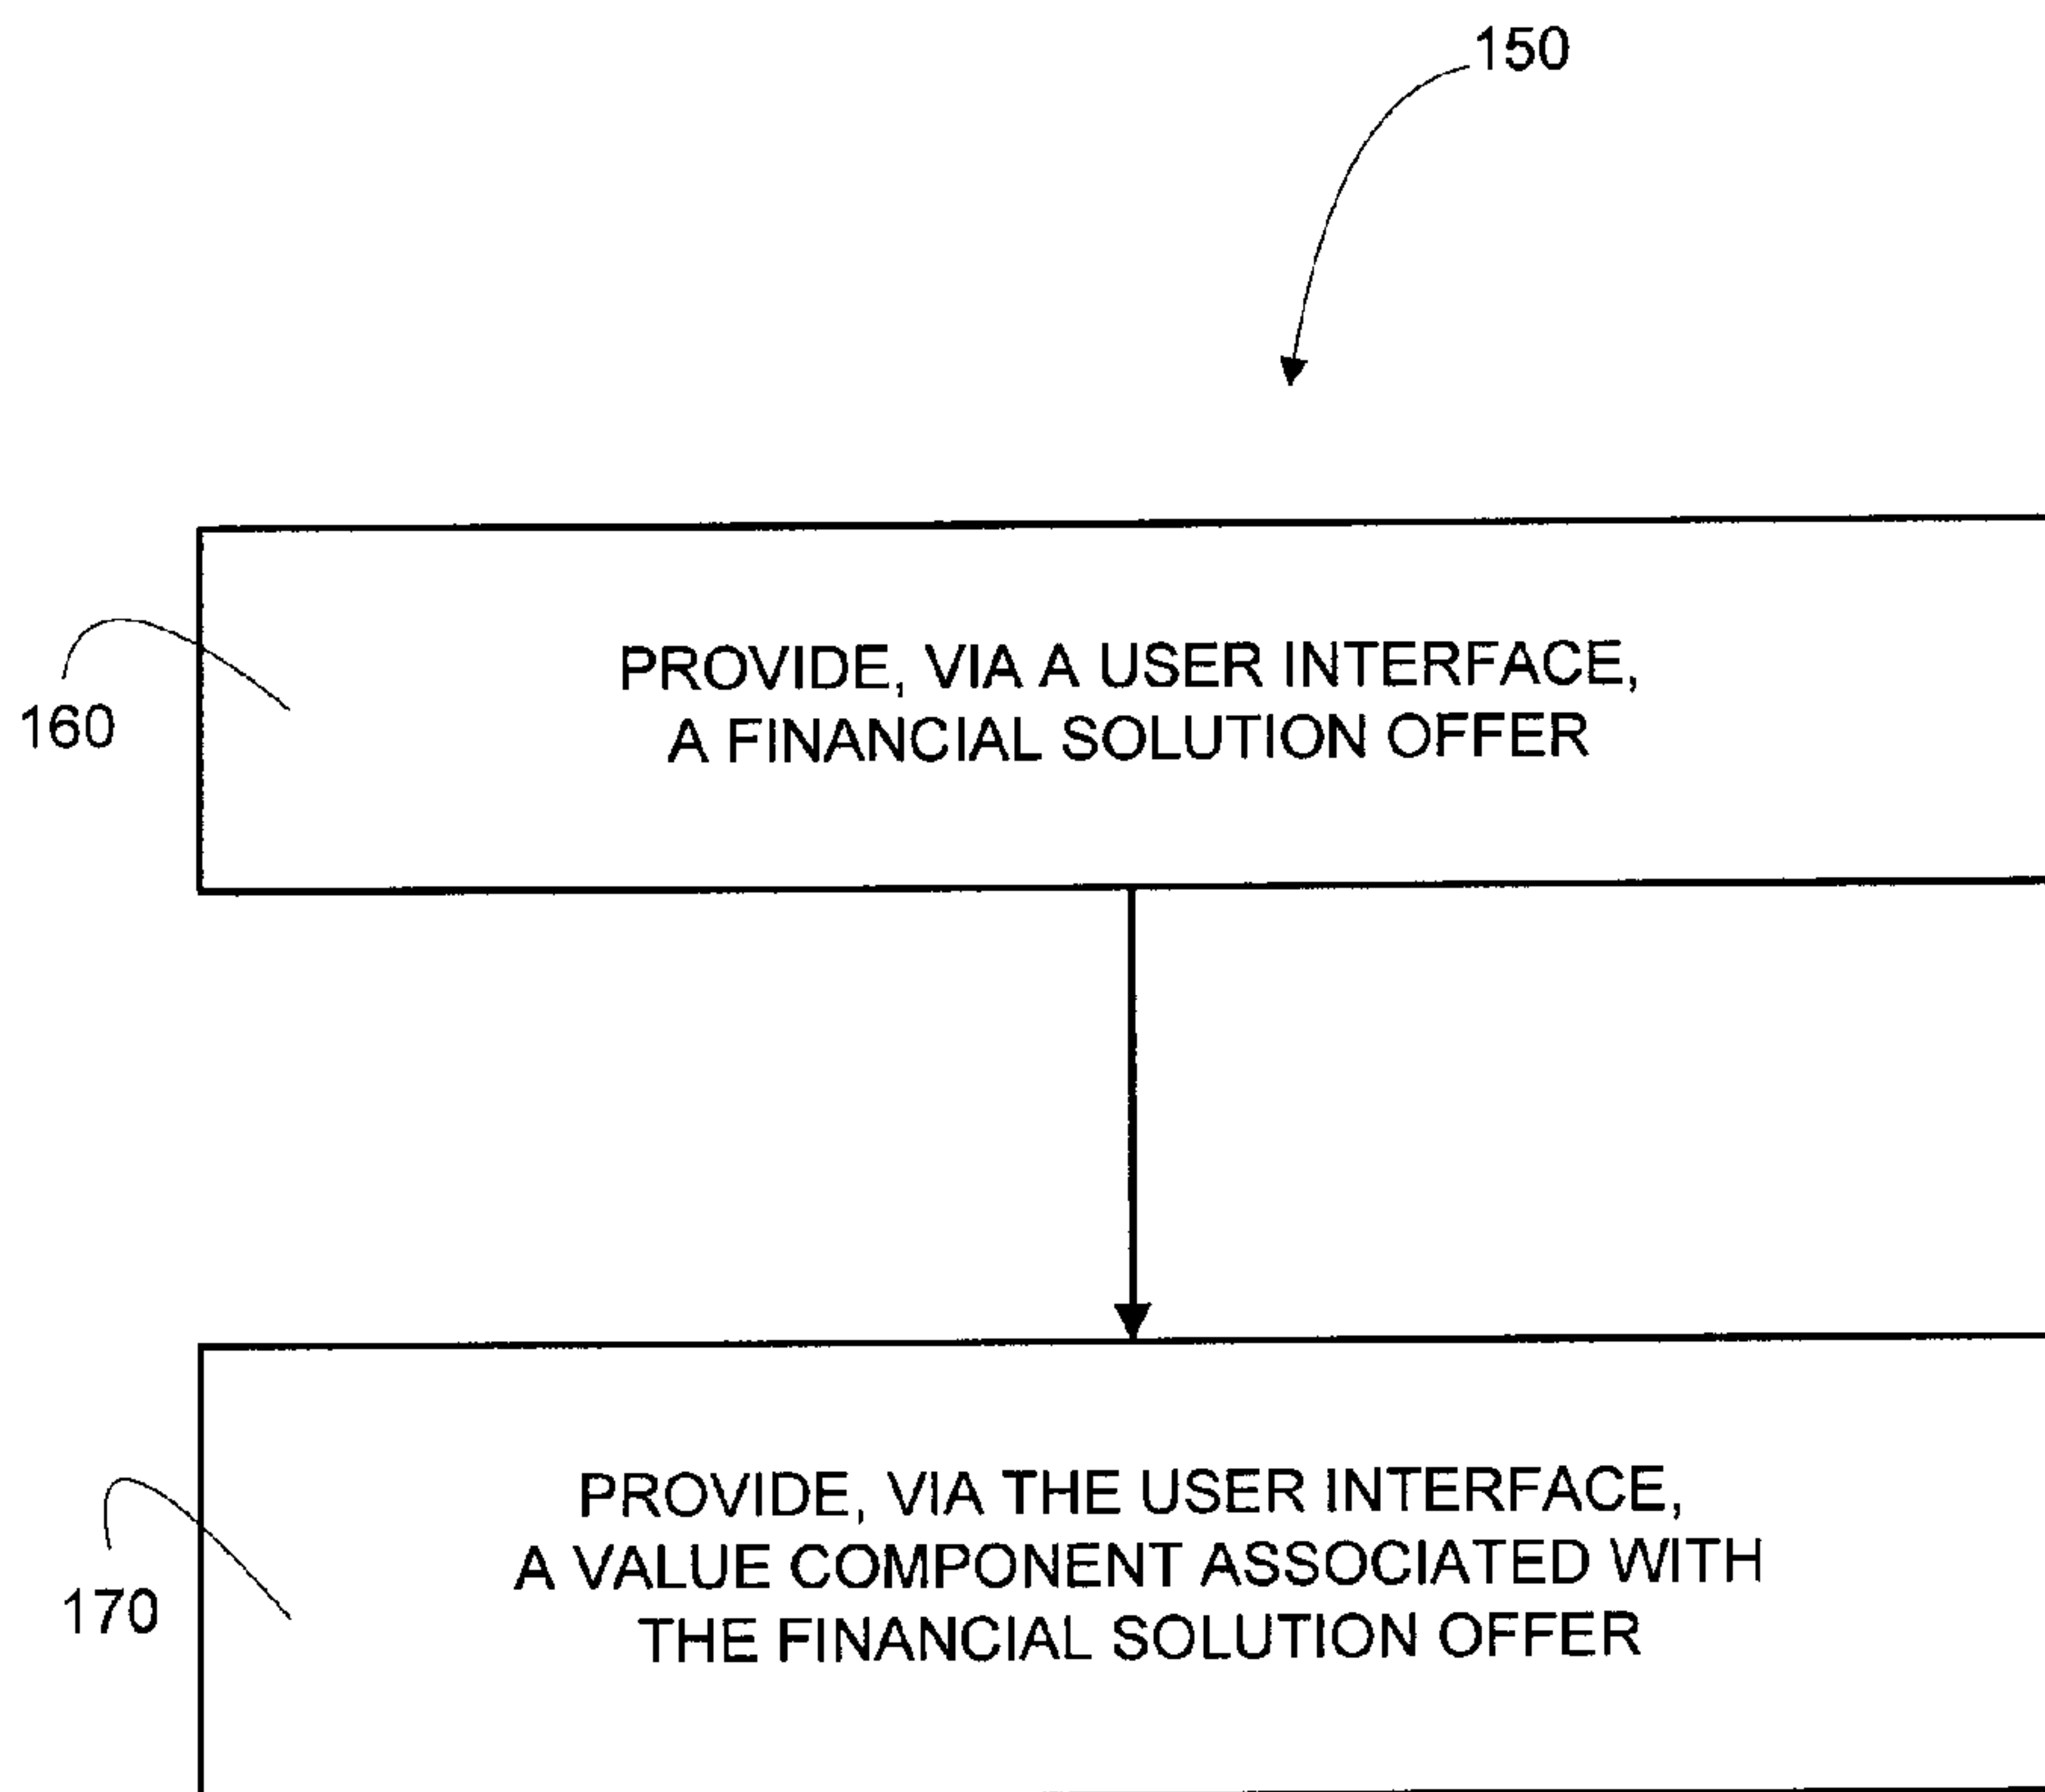 150
PROVIDE, VIA A USER INTERFACE,
A FINANCIAL SOLUTION OFFER
160
PROVIDE, VIA THE USER INTERFACE,
A VALUE COMPONENT ASSOCIATED WITH
THE FINANCIAL SOLUTION OFFER
170